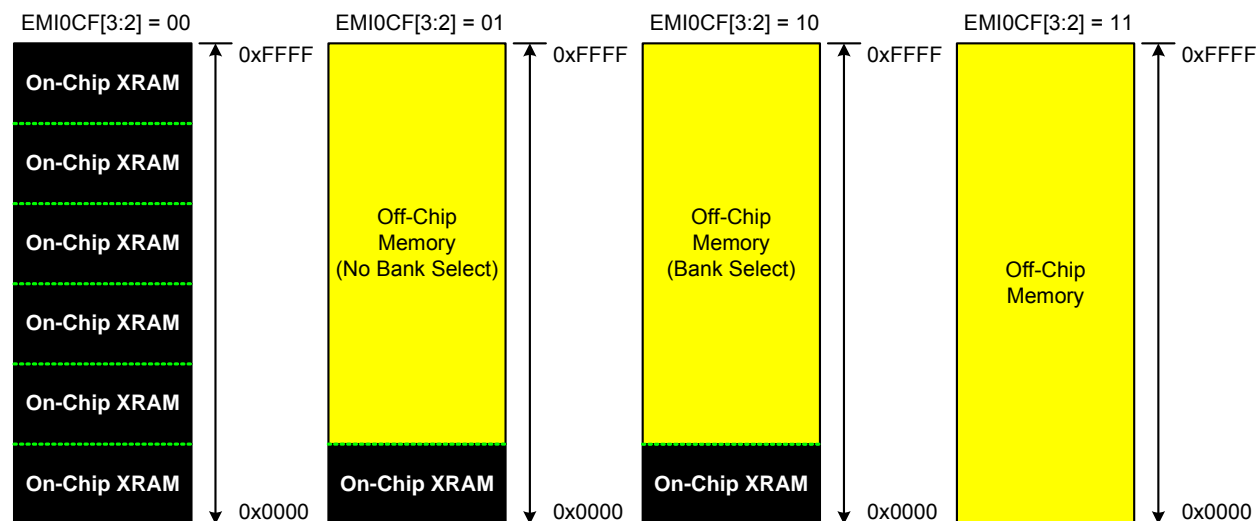 EMI0CF[3:2] = 00
On-Chip XRAM
On-Chip XRAM
On-Chip XRAM
On-Chip XRAM
On-Chip XRAM
On-Chip XRAM
0xFFFF
0x0000
EMI0CF[3:2] = 01
Off-Chip
Memory
(No Bank Select)
On-Chip XRAM
0xFFFF
0x0000
EMI0CF[3:2] = 10
Off-Chip
Memory
(Bank Select)
On-Chip XRAM
0xFFFF
0x0000
EMI0CF[3:2] = 11
Off-Chip
Memory
0xFFFF
0x0000